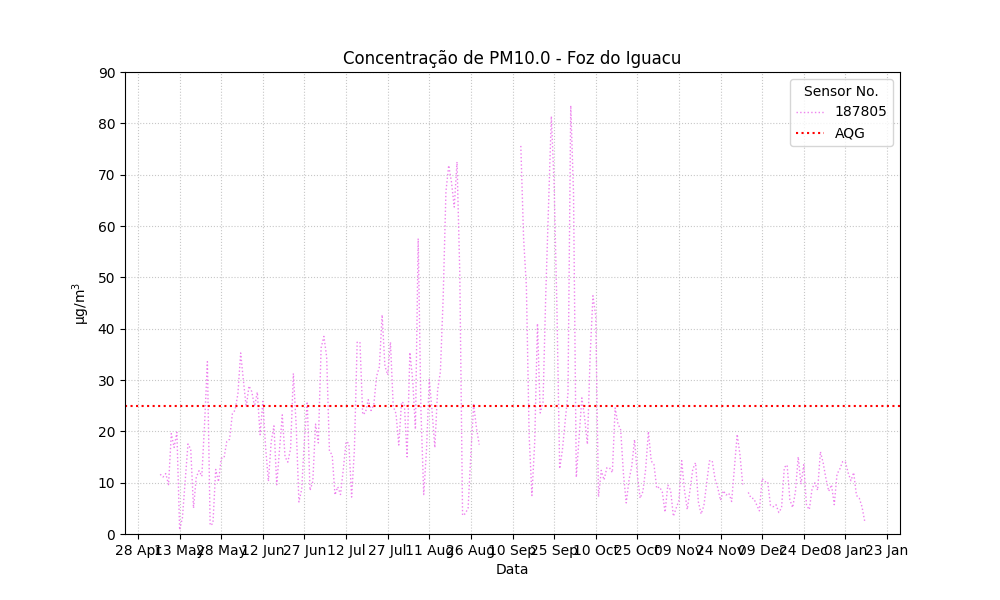 Concentração de PM10.0 - Foz do Iguacu
Sensor No.
187805
AQG
µg/m³
90
80
70
60
50
40
30
20
10
0
28 Apr 13 May 28 May 12 Jun 27 Jun 12 Jul 27 Jul 11 Aug 26 Aug 10 Sep 25 Sep 10 Oct 25 Oct 09 Nov 24 Nov 09 Dec 24 Dec 08 Jan 23 Jan
Data